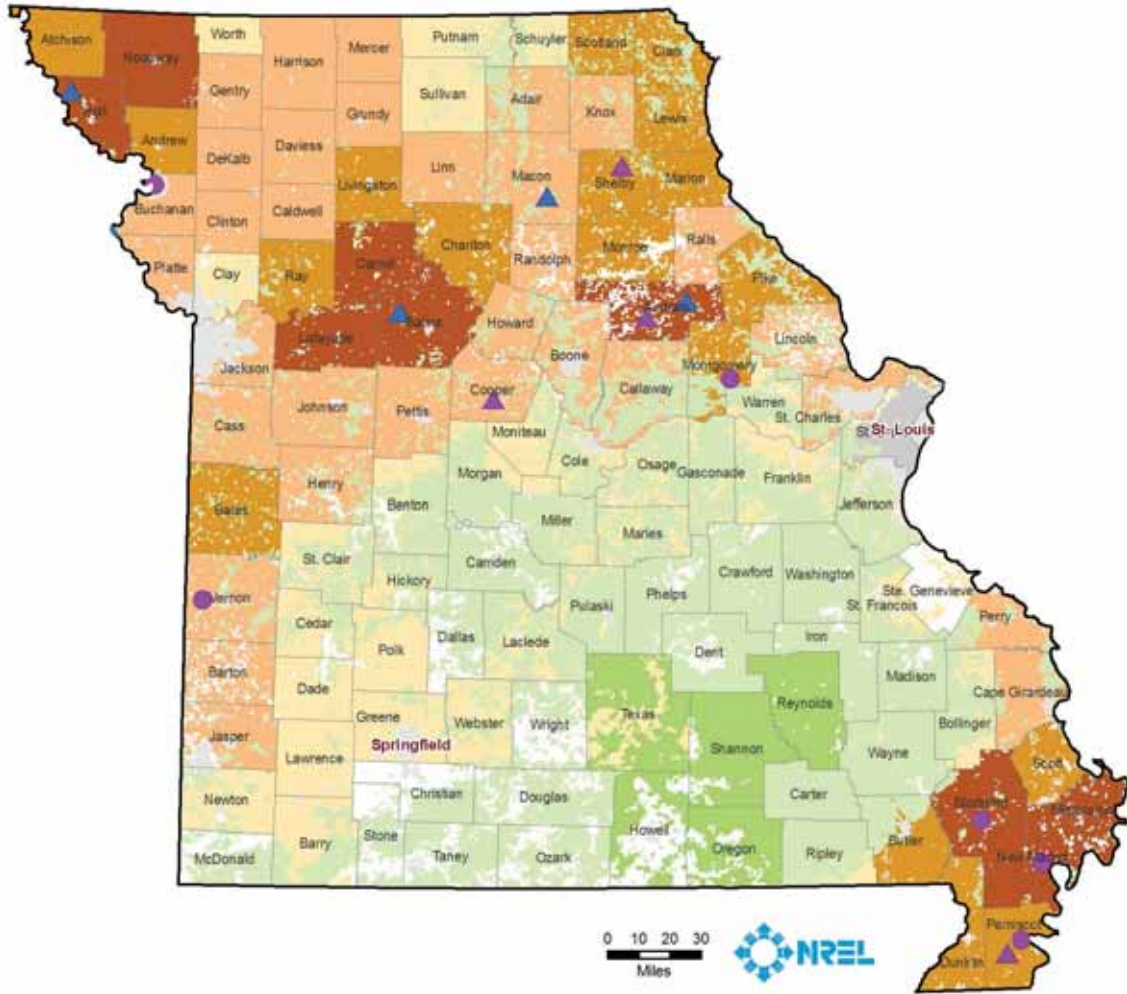 Worth
Putnam
Schuyler
Scotland
Clark
Atchison
Nodaway
Harrison
Mercer
Gentry
Sullivan
Adair
Knox
Lewis
Grundy
Andrew
DeKalb
Daviess
Livingston
Linn
Macon
Shelby
Marion
Buchanan
Clinton
Caldwell
Chariton
Randolph
Monroe
Ralls
Platte
Clay
Ray
Carroll
Pike
Lafayette
Saline
Howard
Boone
Lincoln
Jackson
Montgomery
Callaway
Warren
St. Charles
Johnson
Pettis
Cooper
Cass
Moniteau
St. Louis
Cole
Osage
Gasconade
Franklin
Morgan
Henry
Benton
Jefferson
Bates
Miller
Maries
St. Clair
Camden
Crawford
Washington
Hickory
Phelps
Pulaski
Ste. Genevieve
St. Francois
Vernon
Cedar
Dallas
Laclede
Iron
Perry
Polk
Dent
Barton
Madison
Dade
Reynolds
Cape Girardeau
Greene
Webster
Wright
Texas
Bollinger
Jasper
Springfield
Shannon
Wayne
Lawrence
Scott
Newton
Christian
Douglas
Carter
Stone
Howell
Butler
McDonald
Barry
Taney
Ozark
Oregon
Ripley
Dunklin
0 10 20 30
Miles
NREL